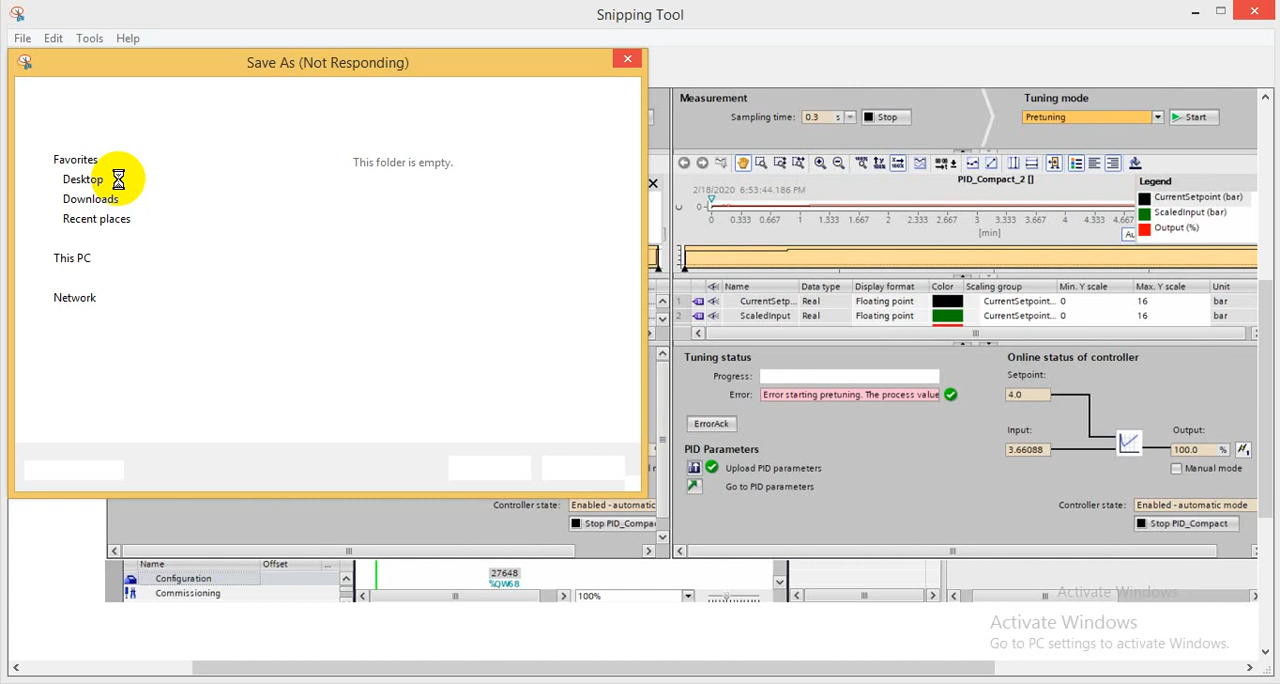 Snipping Tool
File Edit Tools Help
Save As (Not Responding)
Favorites
Desktop
Downloads
Recent places
This PC
Network
This folder is empty.
Measurement
Sampling time: 0.3 s Stop
Tuning mode
Pretuning Start
PID_Compact_2 []
2/18/2020 6:53:44.186 PM
0
0 0.333 0.667 1 1.333 1.667 2 2.333 2.667 3 3.333 3.667 4 4.333 4.667
[min]
Legend
CurrentSetpoint (bar)
ScaledInput (bar)
Output (%)
Name Data type Display format Color Scaling group Min. Y scale Max. Y scale Unit
1 CurrentSetp... Real Floating point CurrentSetpoint... 0 16 bar
2 ScaledInput Real Floating point CurrentSetpoint... 0 16 bar
Tuning status
Progress:
Error: Error starting pretuning. The process value
ErrorAck
PID Parameters
Upload PID parameters
Go to PID parameters
Online status of controller
Setpoint:
4.0
Input:
3.66088
Output:
100.0 %
Manual mode
Controller state: Enabled - automatic
Stop PID_Compa
Controller state: Enabled - automatic mode
Stop PID_Compact
Name Offset ...
Configuration
Commissioning
27648
%QW68
100%
Activate Windows
Activate Windows
Go to PC settings to activate Windows.